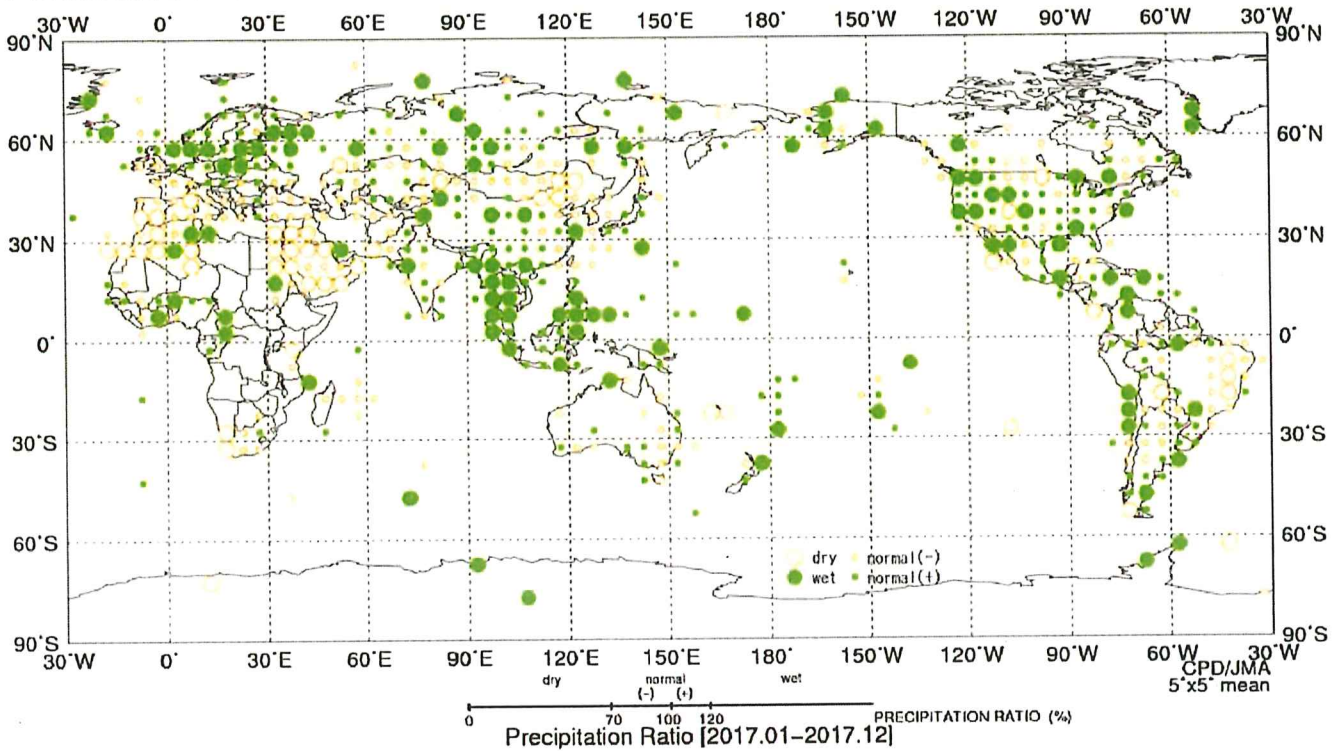 30˚W 0˚ 30˚E 60˚E 90˚E 120˚E 150˚E 180˚ 150˚W 120˚W 90˚W 60˚W 30˚W
90˚N 90˚N
60˚N 60˚N
30˚N 30˚N
0˚ 0˚
30˚S 30˚S
60˚S 60˚S
dry normal(-)
wet normal(+)
90˚S 90˚S
30˚W 0˚ 30˚E 60˚E 90˚E 120˚E 150˚E 180˚ 150˚W 120˚W 90˚W 60˚W 30˚W
CPD/JMA
5˚x5˚ mean
dry normal wet
(-) (+)
0 70 100 120 PRECIPITATION RATIO (%)
Precipitation Ratio [2017.01-2017.12]